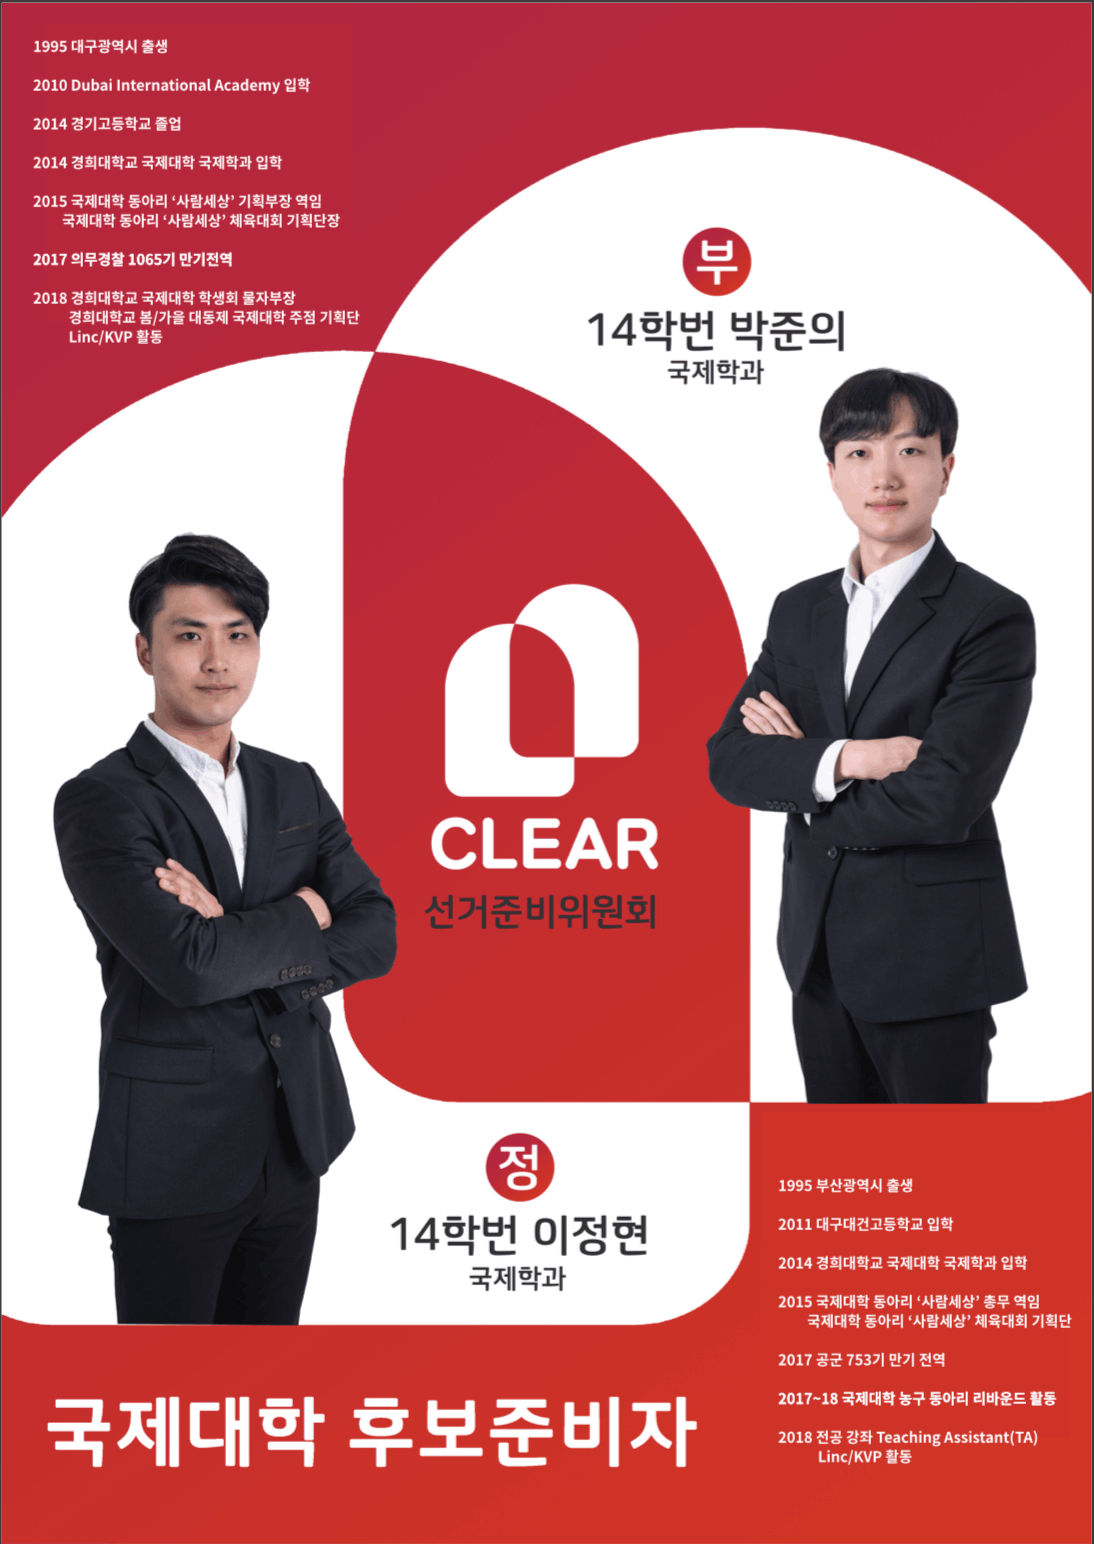 1995 대구광역시 출생
2010 Dubai International Academy 입학
2014 경기고등학교 졸업
2014 경희대학교 국제대학 국제학과 입학
2015 국제대학 동아리 ‘사람세상’ 기획부장 역임
국제대학 동아리 ‘사람세상’ 체육대회 기획단장
2017 의무경찰 1065기 만기전역
2018 경희대학교 국제대학 학생회 물자부장
경희대학교 봄/가을 대동제 국제대학 주점 기획단
Linc/KVP 활동
부
14학번 박준의
국제학과
CLEAR
선거준비위원회
정
14학번 이정현
국제학과
1995 부산광역시 출생
2011 대구대건고등학교 입학
2014 경희대학교 국제대학 국제학과 입학
2015 국제대학 동아리 ‘사람세상’ 총무 역임
국제대학 동아리 ‘사람세상’ 체육대회 기획단
2017 공군 753기 만기 전역
2017~18 국제대학 농구 동아리 리바운드 활동
2018 전공 강좌 Teaching Assistant(TA)
Linc/KVP 활동
국제대학 후보준비자